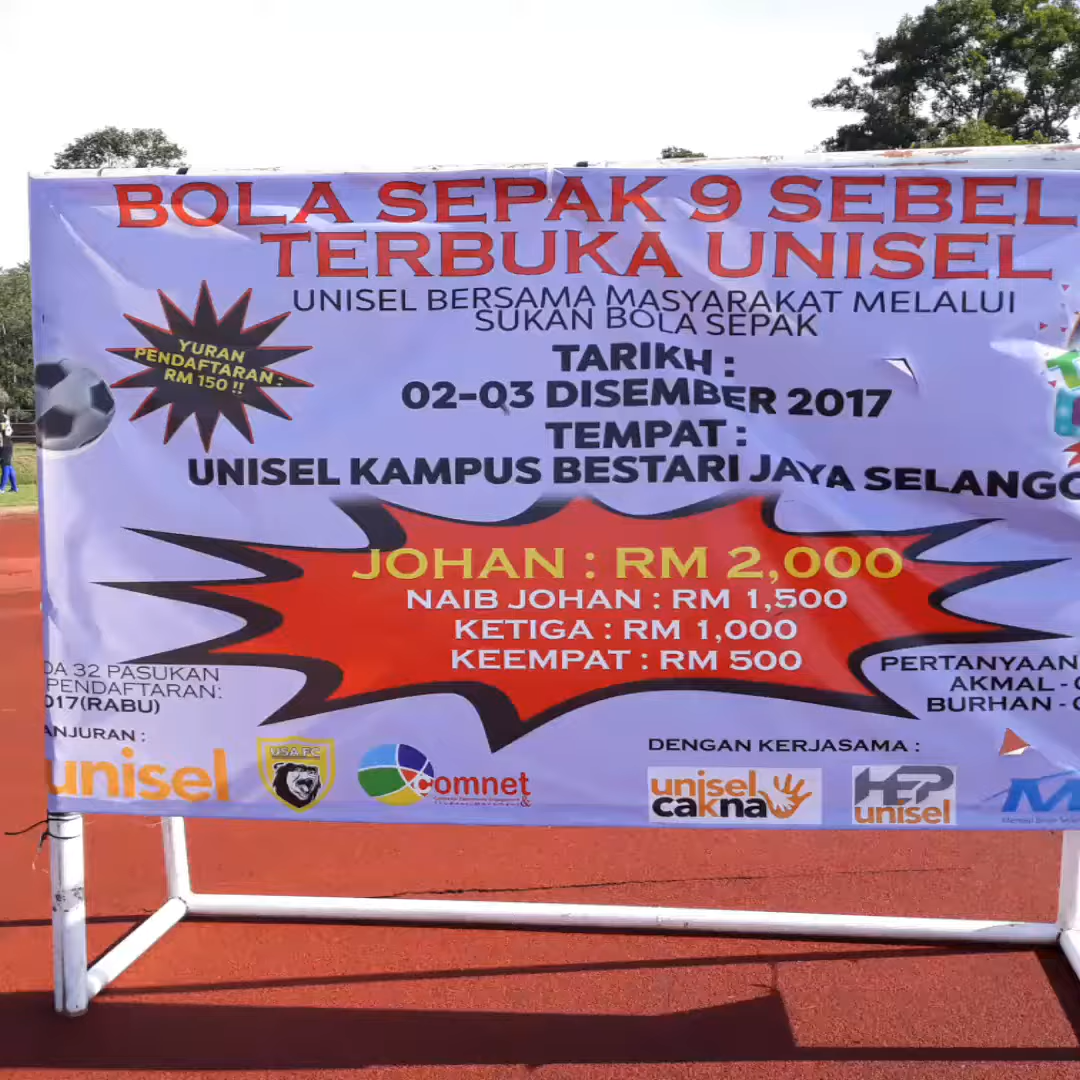 BOLA SEPAK 9 SEBEL
TERBUKA UNISEL
UNISEL BERSAMA MASYARAKAT MELALUI
SUKAN BOLA SEPAK
YURAN
PENDAFTARAN :
RM 150 !!
TARIKH :
02-03 DISEMBER 2017
TEMPAT :
UNISEL KAMPUS BESTARI JAYA SELANGO
JOHAN : RM 2,000
NAIB JOHAN : RM 1,500
KETIGA : RM 1,000
KEEMPAT : RM 500
DA 32 PASUKAN
PENDAFTARAN:
017(RABU)
PERTANYAAN
AKMAL - 0
BURHAN - 0
ANJURAN :
unisel
USA FC
Comnet
DENGAN KERJASAMA :
unisel
cakna
HEP
unisel